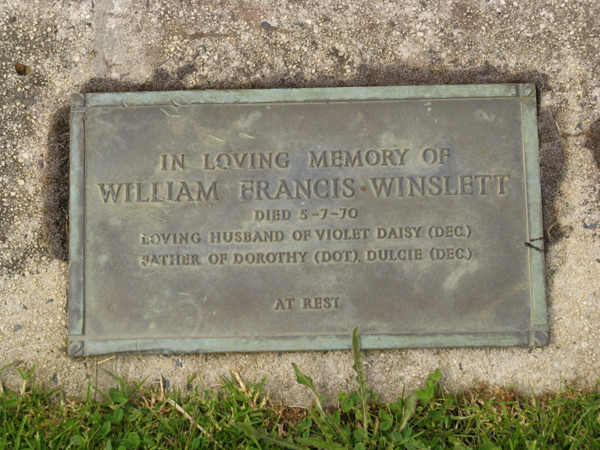 IN LOVING MEMORY OF
WILLIAM FRANCIS WINSLETT
DIED 5-7-70
LOVING HUSBAND OF VIOLET DAISY (DEC.)
FATHER OF DOROTHY (DOT), DULCIE (DEC.)
AT REST